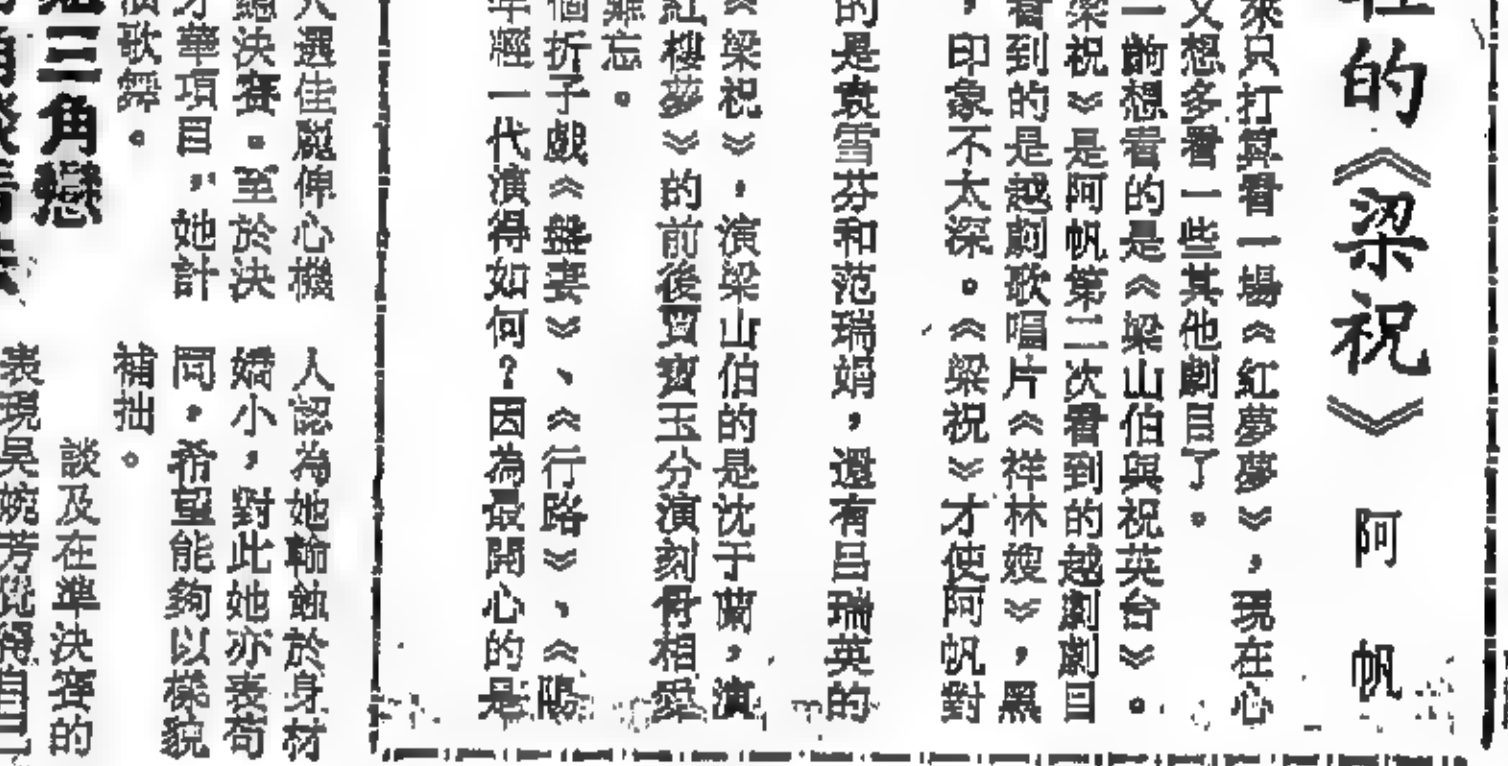 的《梁祝》 阿 帆
來只打算看一場《紅夢夢》，現在心
又想多看一些其他劇目了。
一齣想看的是《梁山伯與祝英台》。
梁祝》是阿帆第二次看到的越劇劇目
看到的是越劇歌唱片《祥林嫂》，黑
，印象不太深。《梁祝》才使阿帆對
的是袁雪芬和范瑞娟，還有呂瑞英的
《梁祝》，演梁山伯的是沈于蘭，演
紅樓夢》的前後賈寶玉分演刻骨相愛
難忘。
個折子戲《盤妻》、《行路》、《陽
年輕一代演得如何？因為最開心的是
選佳麗伸心機
總決賽。至於決
才華項目，她計
演歌舞。
三角戀
人認為她輸蝕於身材
嬌小，對此她亦表苟
同，希望能夠以樣貌
補拙。
談及在準決賽的
表現吳婉芳覺得自己